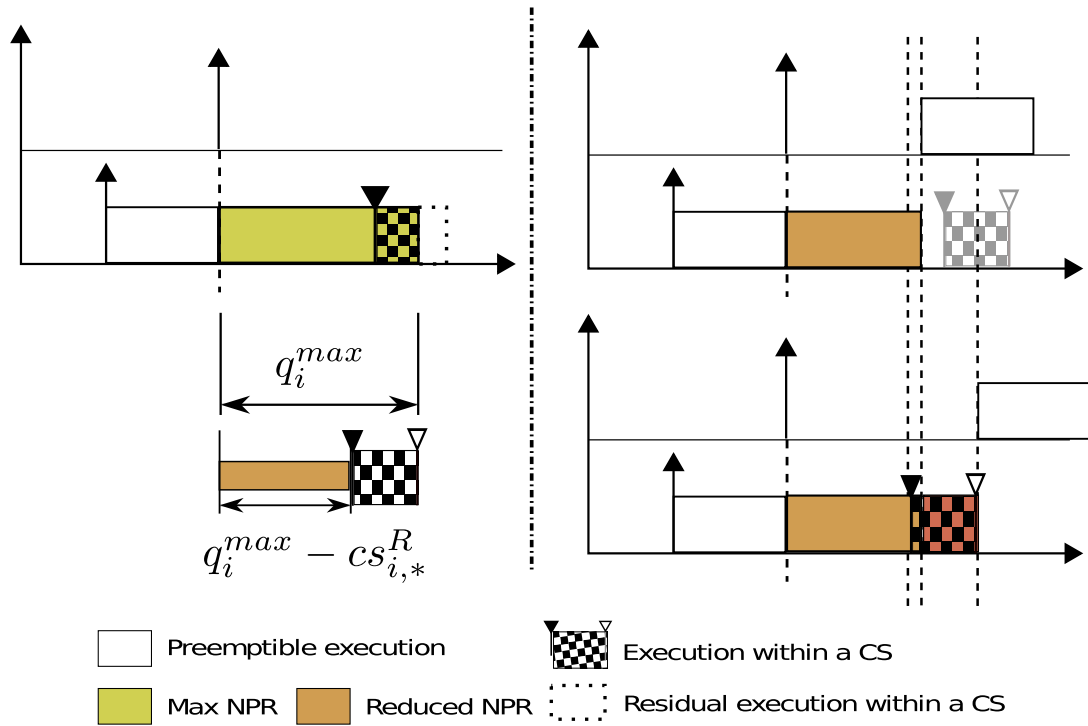 $q_i^{max}$
$q_i^{max} - cs_{i,*}^R$
Preemptible execution
Execution within a CS
Max NPR
Reduced NPR
Residual execution within a CS